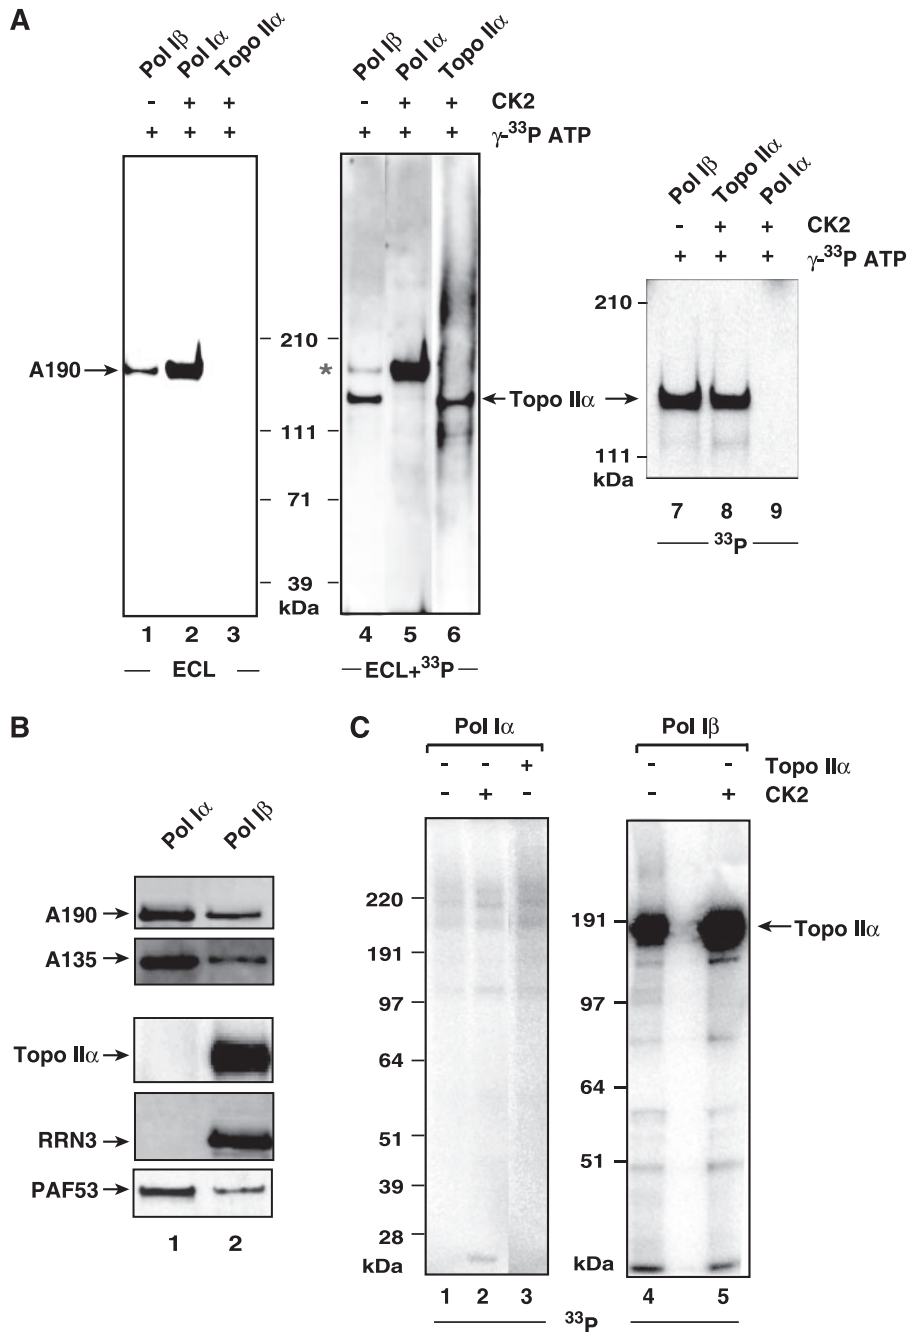 A
Pol Iβ Pol Iα Topo IIα
- + +
+ + +
Pol Iβ Pol Iα Topo IIα
- + + CK2
+ + + γ-³³P ATP
Pol Iβ Topo IIα Pol Iα
- + + CK2
+ + + γ-³³P ATP
A190
210
*
111
71
39
kDa
Topo IIα
210
111
kDa
1 2 3
ECL
4 5 6
ECL+³³P
7 8 9
³³P
B
Pol Iα Pol Iβ
A190
A135
Topo IIα
RRN3
PAF53
1 2
C
Pol Iα
- - +
- + -
Pol Iβ
- - Topo IIα
- + CK2
220
191
97
64
51
39
28
kDa
191
97
64
51
kDa
Topo IIα
1 2 3
4 5
³³P